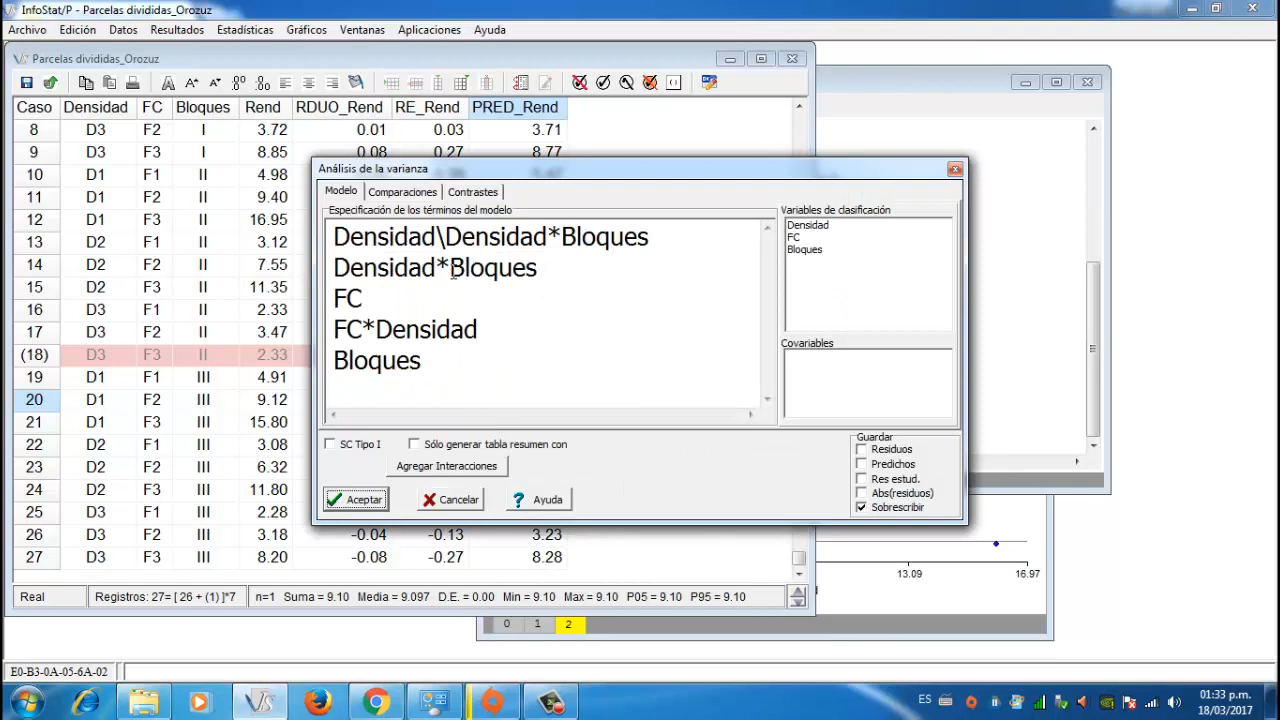 InfoStat/P - Parcelas divididas_Orozuz
Archivo Edición Datos Resultados Estadísticas Gráficos Ventanas Aplicaciones Ayuda
Parcelas divididas_Orozuz
Caso Densidad FC Bloques Rend RDUO_Rend RE_Rend PRED_Rend
8 D3 F2 I 3.72 0.01 0.03 3.71
9 D3 F3 I 8.85 0.08 0.27 8.77
10 D1 F1 II 4.98
11 D1 F2 II 9.40
12 D1 F3 II 16.95
13 D2 F1 II 3.12
14 D2 F2 II 7.55
15 D2 F3 II 11.35
16 D3 F1 II 2.33
17 D3 F2 II 3.47
(18) D3 F3 II 2.33
19 D1 F1 III 4.91
20 D1 F2 III 9.12
21 D1 F3 III 15.80
22 D2 F1 III 3.08
23 D2 F2 III 6.32
24 D2 F3 III 11.80
25 D3 F1 III 2.28
26 D3 F2 III 3.18 -0.04 -0.13 3.23
27 D3 F3 III 8.20 -0.08 -0.27 8.28
Real Registros: 27= [ 26 + (1) ]*7 n=1 Suma = 9.10 Media = 9.097 D.E. = 0.00 Min = 9.10 Max = 9.10 P05 = 9.10 P95 = 9.10
Análisis de la varianza
Modelo Comparaciones Contrastes
Especificación de los términos del modelo
Densidad\Densidad*Bloques
Densidad*Bloques
FC
FC*Densidad
Bloques
Variables de clasificación
Densidad
FC
Bloques
Covariables
SC Tipo I
Sólo generar tabla resumen con
Agregar Interacciones
Aceptar Cancelar Ayuda
Guardar
Residuos
Predichos
Res estud.
Abs(residuos)
Sobrescribir
13.09 16.97
0 1 2
E0-B3-0A-05-6A-02
ES
01:33 p.m.
18/03/2017